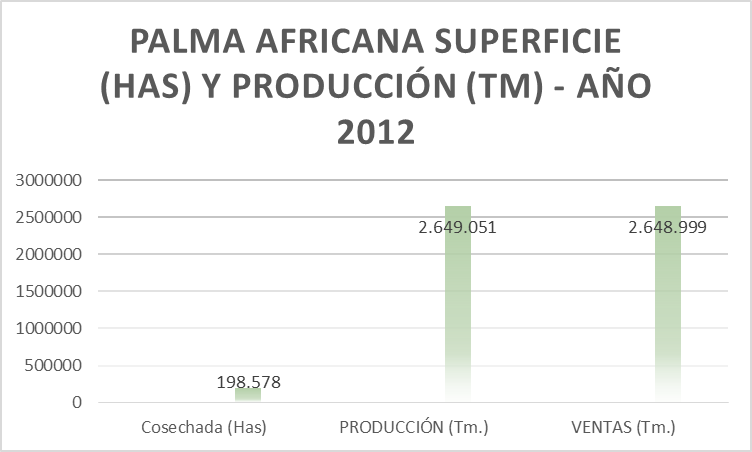 PALMA AFRICANA SUPERFICIE
(HAS) Y PRODUCCIÓN (TM) - AÑO
2012
3000000
2500000
2000000
1500000
1000000
500000
0
198.578
2.649.051
2.648.999
Cosechada (Has)
PRODUCCIÓN (Tm.)
VENTAS (Tm.)